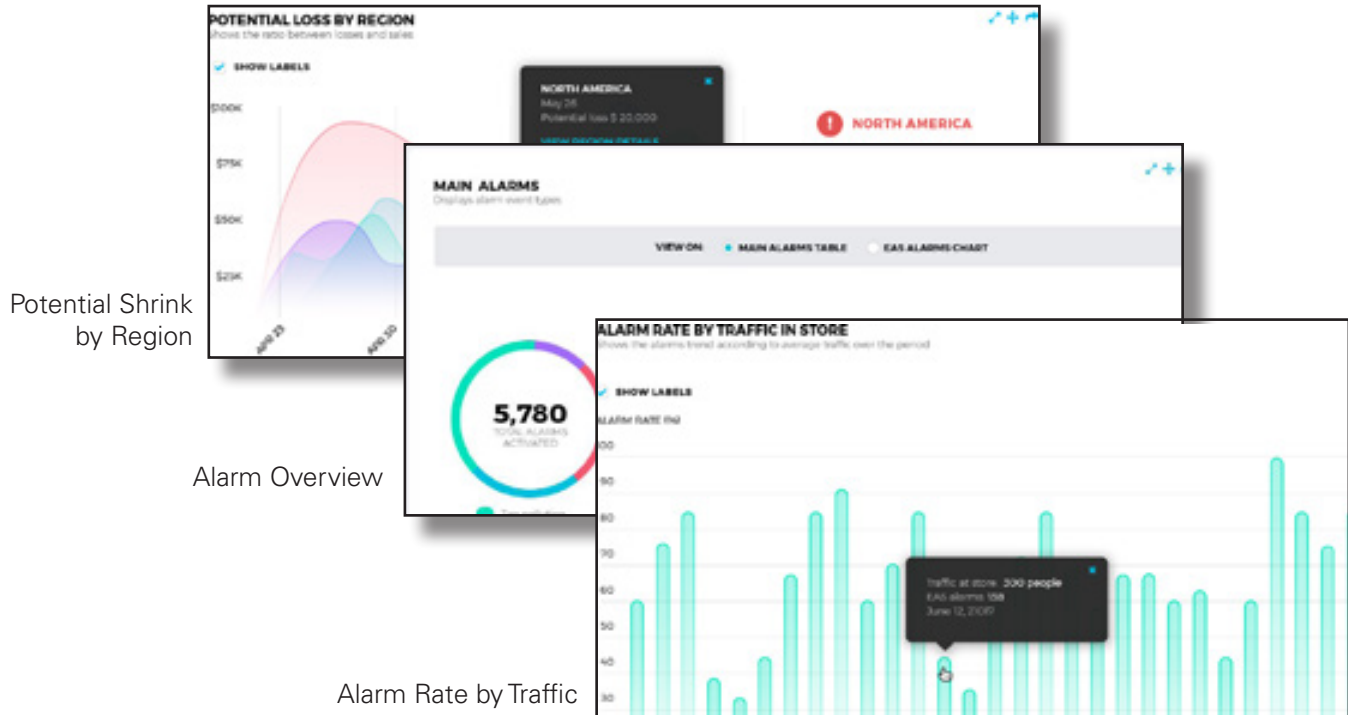 POTENTIAL LOSS BY REGION
Shows the ratio between losses and sales
SHOW LABELS
NORTH AMERICA
May 28
Potential loss $ 20,000
VIEW REGION DETAILS
NORTH AMERICA
$100K
$75K
$50K
$25K
APR 23
APR 30
Potential Shrink
by Region
MAIN ALARMS
Displays alarm event types
VIEW ON
MAIN ALARMS TABLE
EAS ALARMS CHART
5,780
TOTAL ALARMS
ACTIVATED
Alarm Overview
ALARM RATE BY TRAFFIC IN STORE
Shows the alarms trend according to average traffic over the period
SHOW LABELS
ALARM RATE (%)
100
90
80
70
60
50
40
30
Traffic at store 300 people
EAS alarms 138
June 12,
Alarm Rate by Traffic